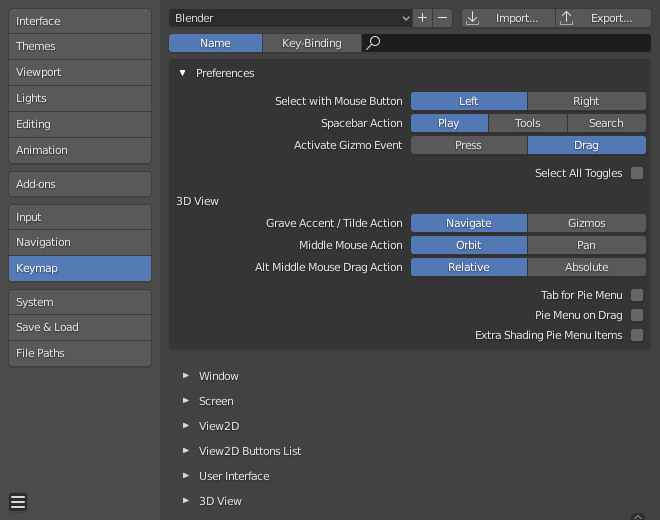 Interface
Themes
Viewport
Lights
Editing
Animation
Add-ons
Input
Navigation
Keymap
System
Save & Load
File Paths
Blender + − Import... Export...
Name Key-Binding
Preferences
Select with Mouse Button Left Right
Spacebar Action Play Tools Search
Activate Gizmo Event Press Drag
Select All Toggles
3D View
Grave Accent / Tilde Action Navigate Gizmos
Middle Mouse Action Orbit Pan
Alt Middle Mouse Drag Action Relative Absolute
Tab for Pie Menu
Pie Menu on Drag
Extra Shading Pie Menu Items
Window
Screen
View2D
View2D Buttons List
User Interface
3D View